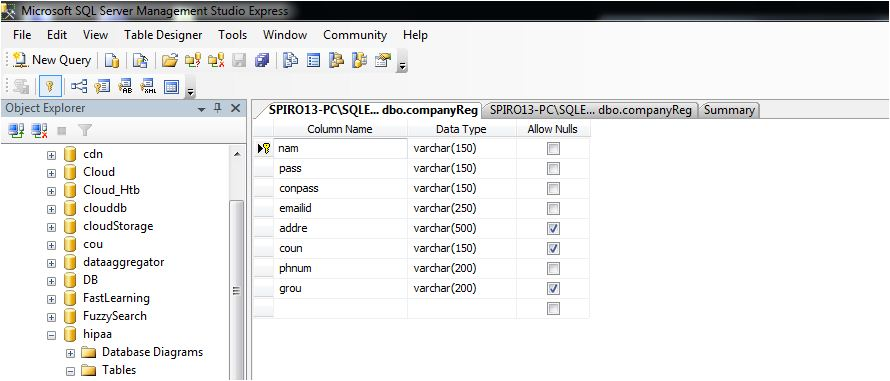 Microsoft SQL Server Management Studio Express
File Edit View Table Designer Tools Window Community Help
New Query
AB XML
Object Explorer
cdn
Cloud
Cloud_Htb
clouddb
cloudStorage
cou
dataaggregator
DB
FastLearning
FuzzySearch
hipaa
Database Diagrams
Tables
SPIRO13-PC\SQLE... dbo.companyReg SPIRO13-PC\SQLE... dbo.companyReg Summary
Column Name Data Type Allow Nulls
nam varchar(150)
pass varchar(150)
conpass varchar(150)
emailid varchar(250)
addre varchar(500)
coun varchar(150)
phnum varchar(200)
grou varchar(200)